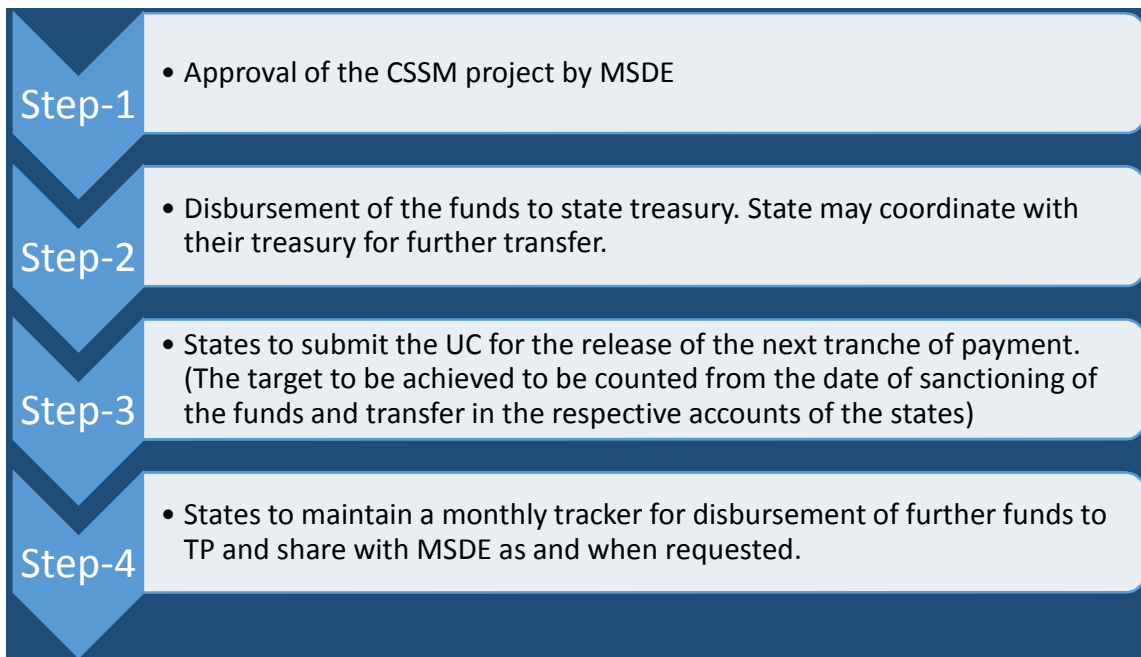 Step-1
• Approval of the CSSM project by MSDE
Step-2
• Disbursement of the funds to state treasury. State may coordinate with
their treasury for further transfer.
Step-3
• States to submit the UC for the release of the next tranche of payment.
(The target to be achieved to be counted from the date of sanctioning of
the funds and transfer in the respective accounts of the states)
Step-4
• States to maintain a monthly tracker for disbursement of further funds to
TP and share with MSDE as and when requested.